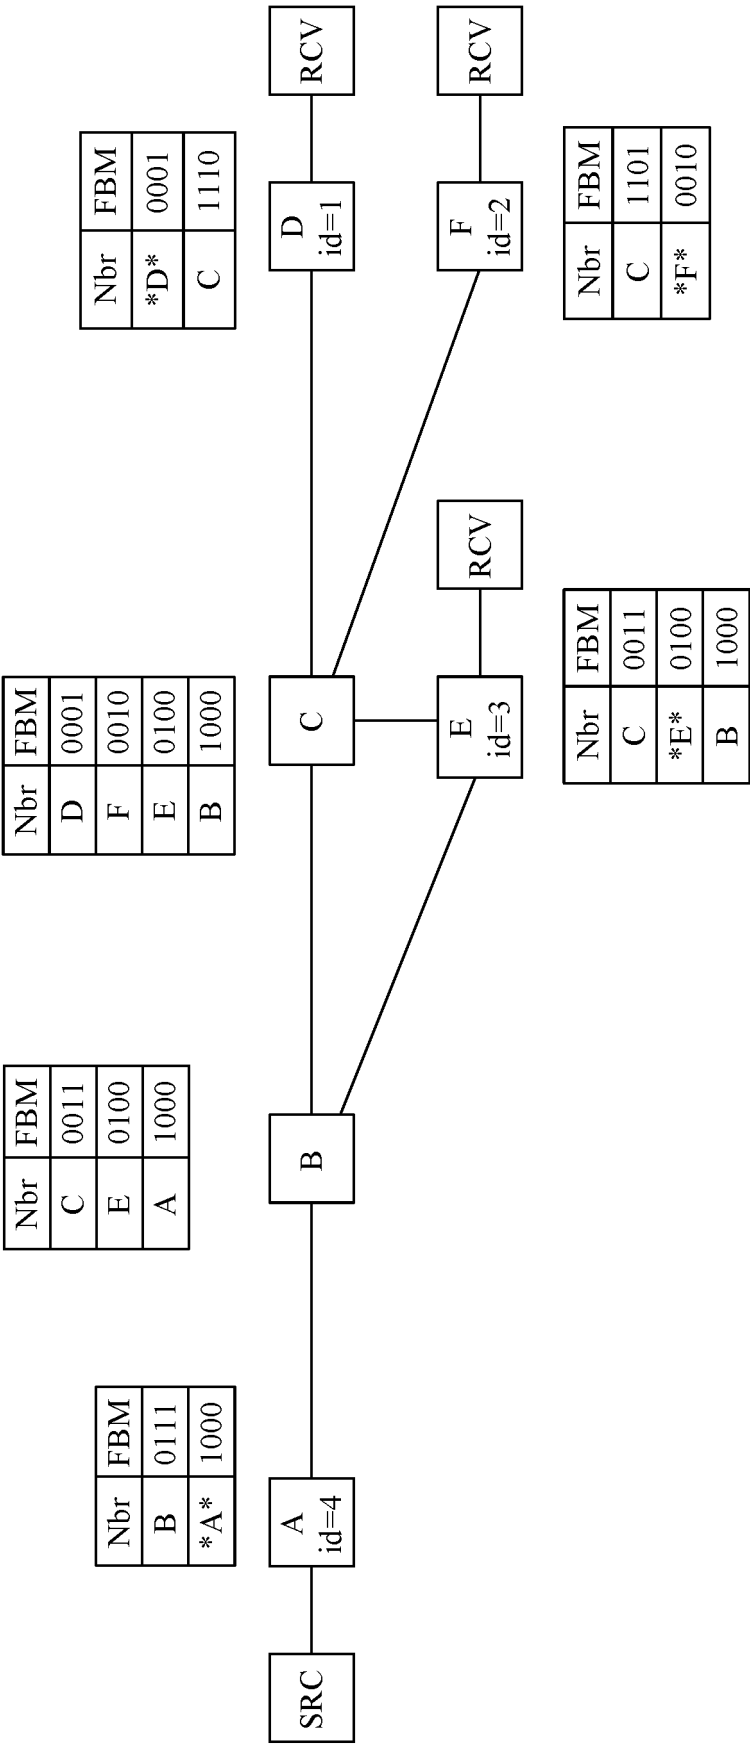 Nbr FBM
B 0111
*A* 1000
Nbr FBM
C 0011
E 0100
A 1000
Nbr FBM
D 0001
F 0010
E 0100
B 1000
Nbr FBM
*D* 0001
C 1110
SRC
A
id=4
B
C
D
id=1
RCV
E
id=3
RCV
F
id=2
RCV
Nbr FBM
C 0011
*E* 0100
B 1000
Nbr FBM
C 1101
*F* 0010